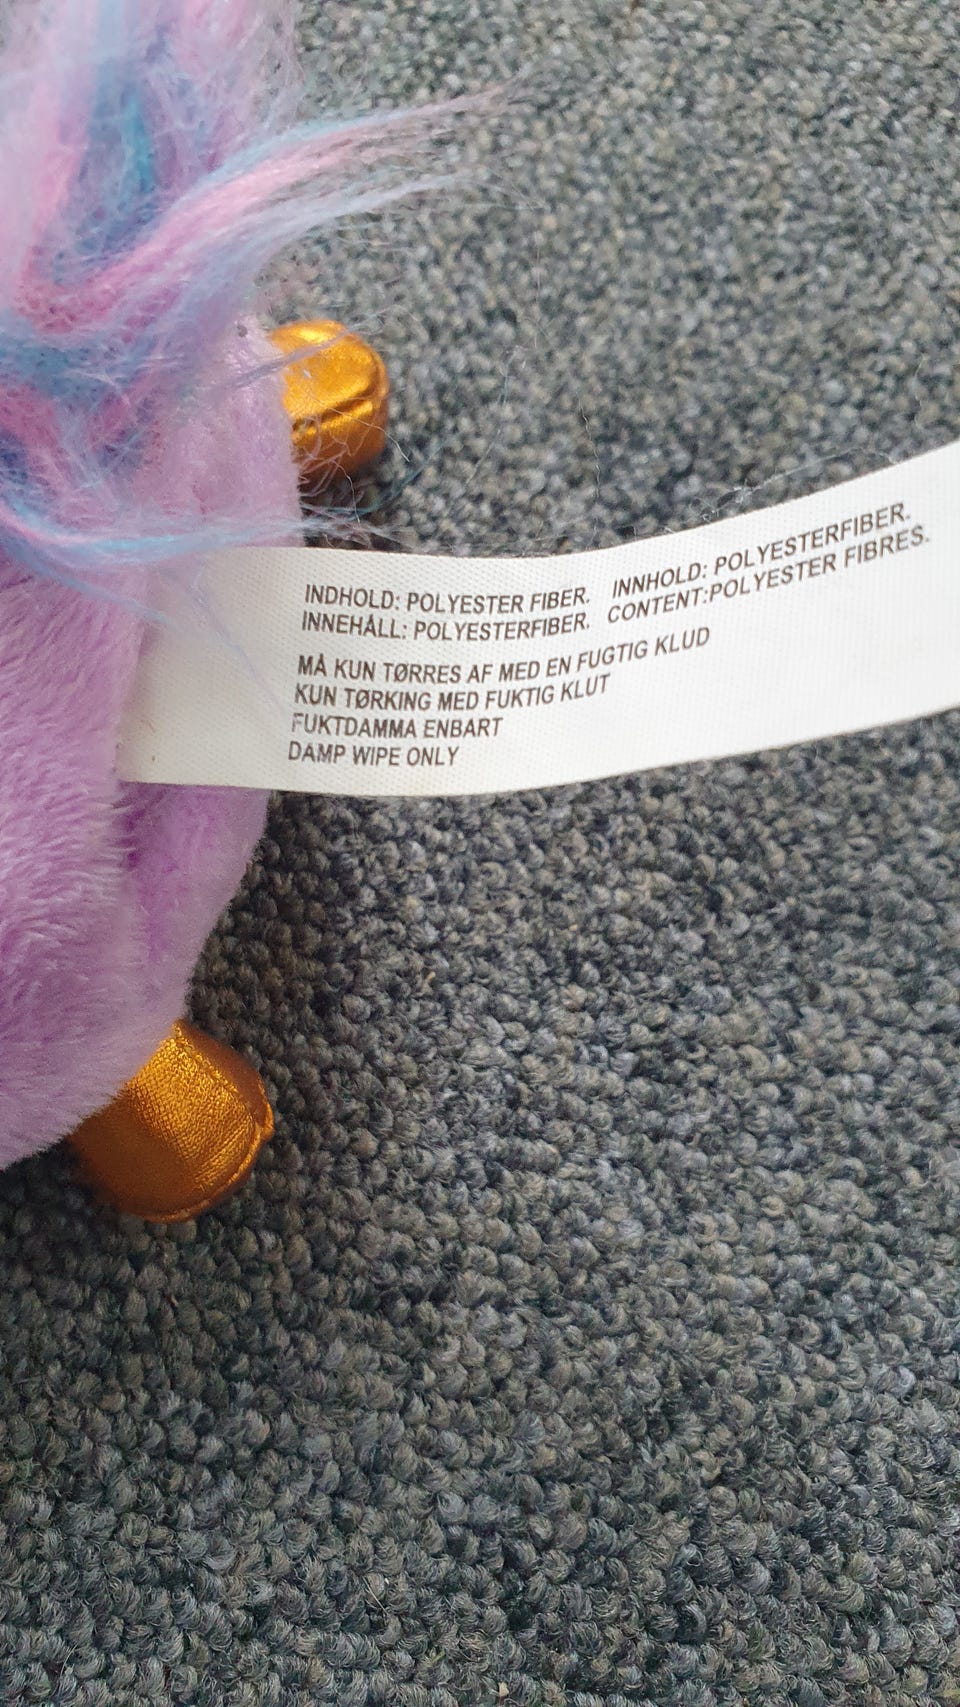 INDHOLD: POLYESTER FIBER. INNHOLD: POLYESTERFIBER.
INNEHÅLL: POLYESTERFIBER. CONTENT:POLYESTER FIBRES.
MÅ KUN TØRRES AF MED EN FUGTIG KLUD
KUN TØRKING MED FUKTIG KLUT
FUKTDAMMA ENBART
DAMP WIPE ONLY